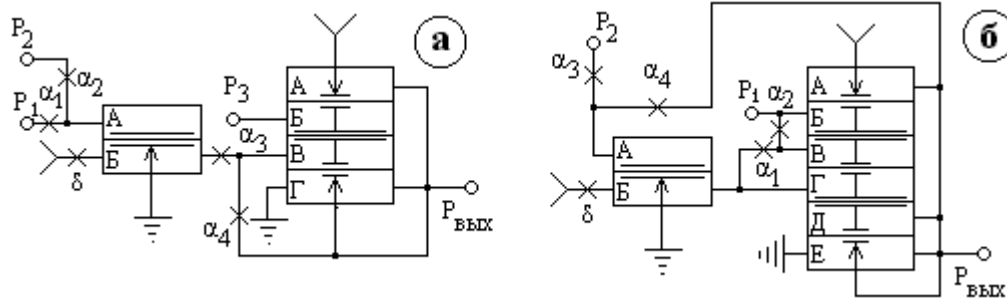 а
P₂
α₁
α₂
P₁
А
Б
δ
P₃
α₃
α₄
А
Б
В
Г
Pвых
б
P₂
α₃
α₄
P₁
α₂
А
Б
δ
α₁
А
Б
В
Г
Д
Е
Pвых